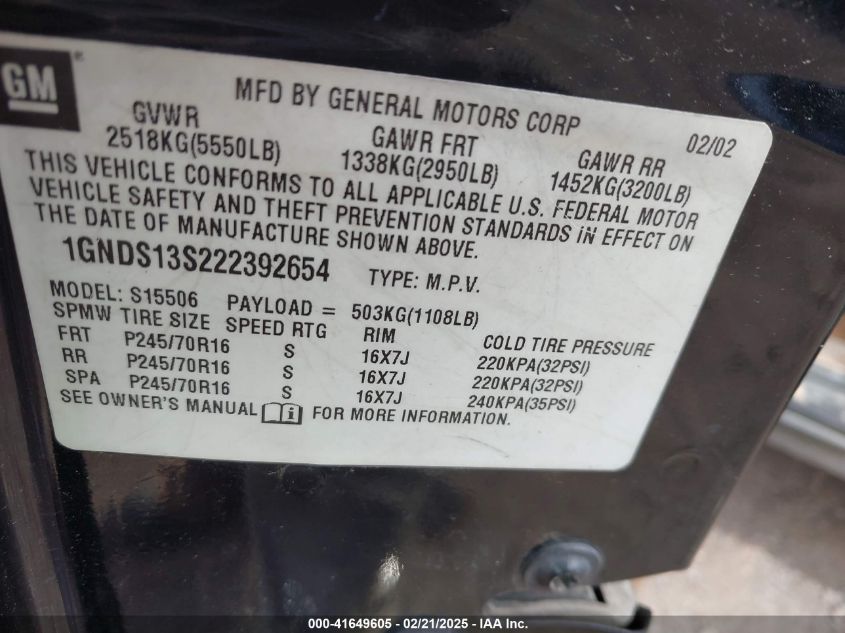 GM®
MFD BY GENERAL MOTORS CORP
02/02
GVWR
GAWR FRT
GAWR RR
2518KG(5550LB)
1338KG(2950LB)
1452KG(3200LB)
THIS VEHICLE CONFORMS TO ALL APPLICABLE U.S. FEDERAL MOTOR
VEHICLE SAFETY AND THEFT PREVENTION STANDARDS IN EFFECT ON
THE DATE OF MANUFACTURE SHOWN ABOVE.
1GNDS13S222392654 TYPE: M.P.V.
MODEL: S15506 PAYLOAD = 503KG(1108LB)
SPMW TIRE SIZE SPEED RTG RIM COLD TIRE PRESSURE
FRT P245/70R16 S 16X7J 220KPA(32PSI)
RR P245/70R16 S 16X7J 220KPA(32PSI)
SPA P245/70R16 S 16X7J 240KPA(35PSI)
SEE OWNER'S MANUAL i FOR MORE INFORMATION.
000-41649605 - 02/21/2025 - IAA Inc.